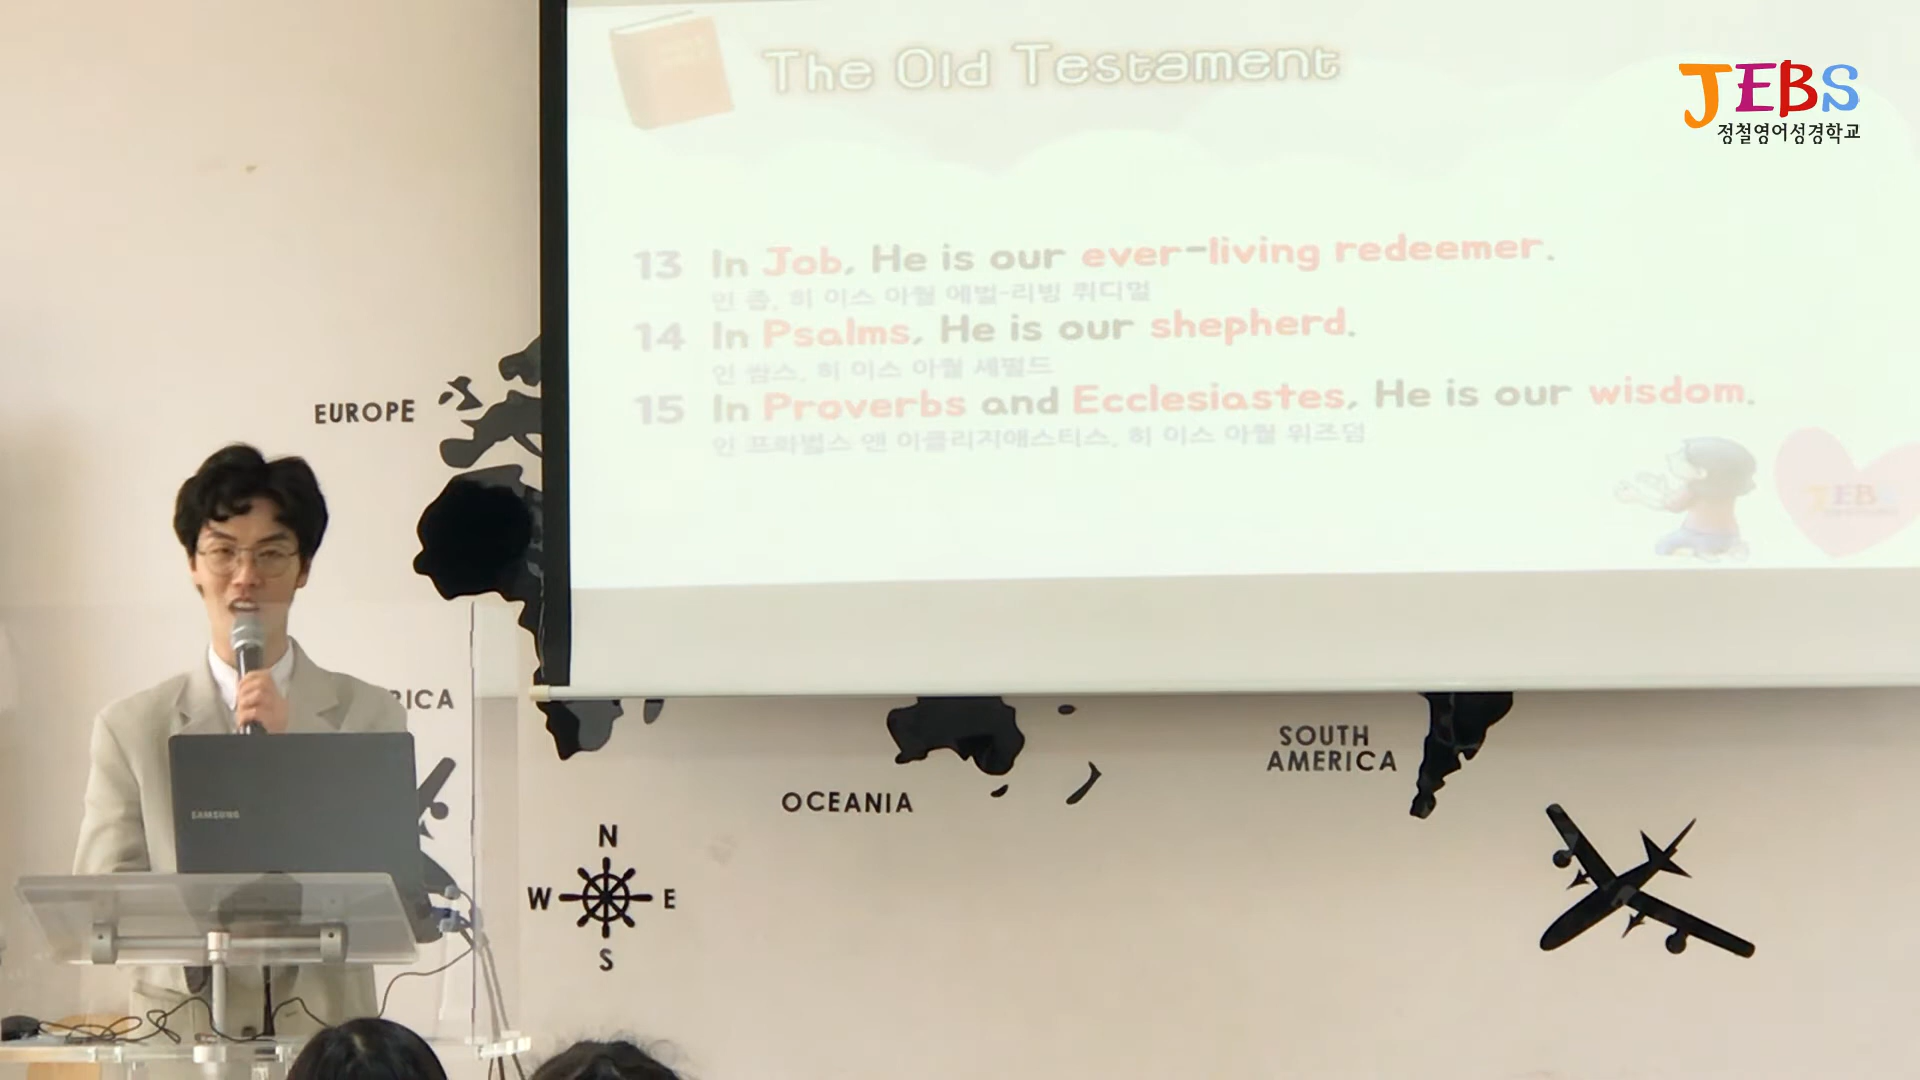 The Old Testament
JEBS
정철영어성경학교
13 In Job, He is our ever-living redeemer.
인 좁, 히 이스 아월 에벌-리빙 뤼디멀
14 In Psalms, He is our shepherd.
인 쌈스, 히 이스 아월 셰펄드
15 In Proverbs and Ecclesiastes, He is our wisdom.
인 프롸벌스 앤 이클리지애스티스, 히 이스 아월 위즈덤
JEBS
EUROPE
RICA
SOUTH
AMERICA
OCEANIA
SAMSUNG
N
W E
S